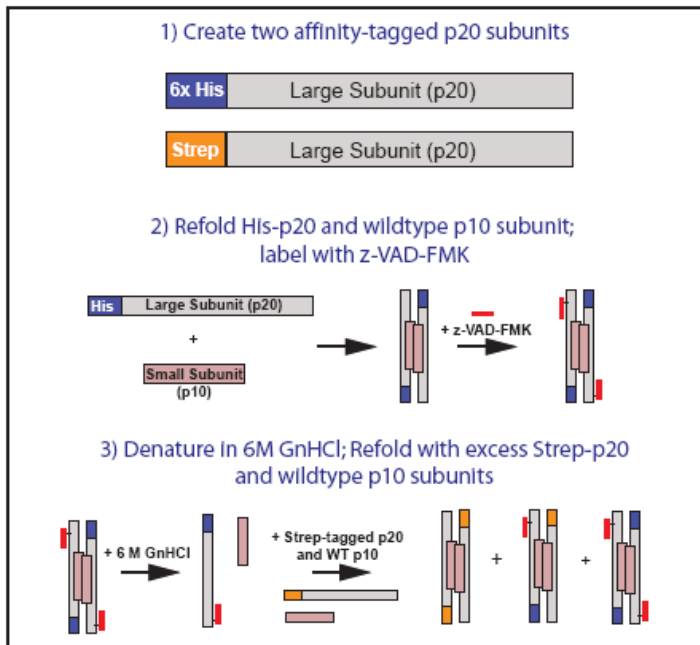 1) Create two affinity-tagged p20 subunits
6x His Large Subunit (p20)
Strep Large Subunit (p20)
2) Refold His-p20 and wildtype p10 subunit;
label with z-VAD-FMK
His Large Subunit (p20)
+
Small Subunit
(p10)
+ z-VAD-FMK
3) Denature in 6M GnHCl; Refold with excess Strep-p20
and wildtype p10 subunits
+ 6 M GnHCl
+ Strep-tagged p20
and WT p10
+ +